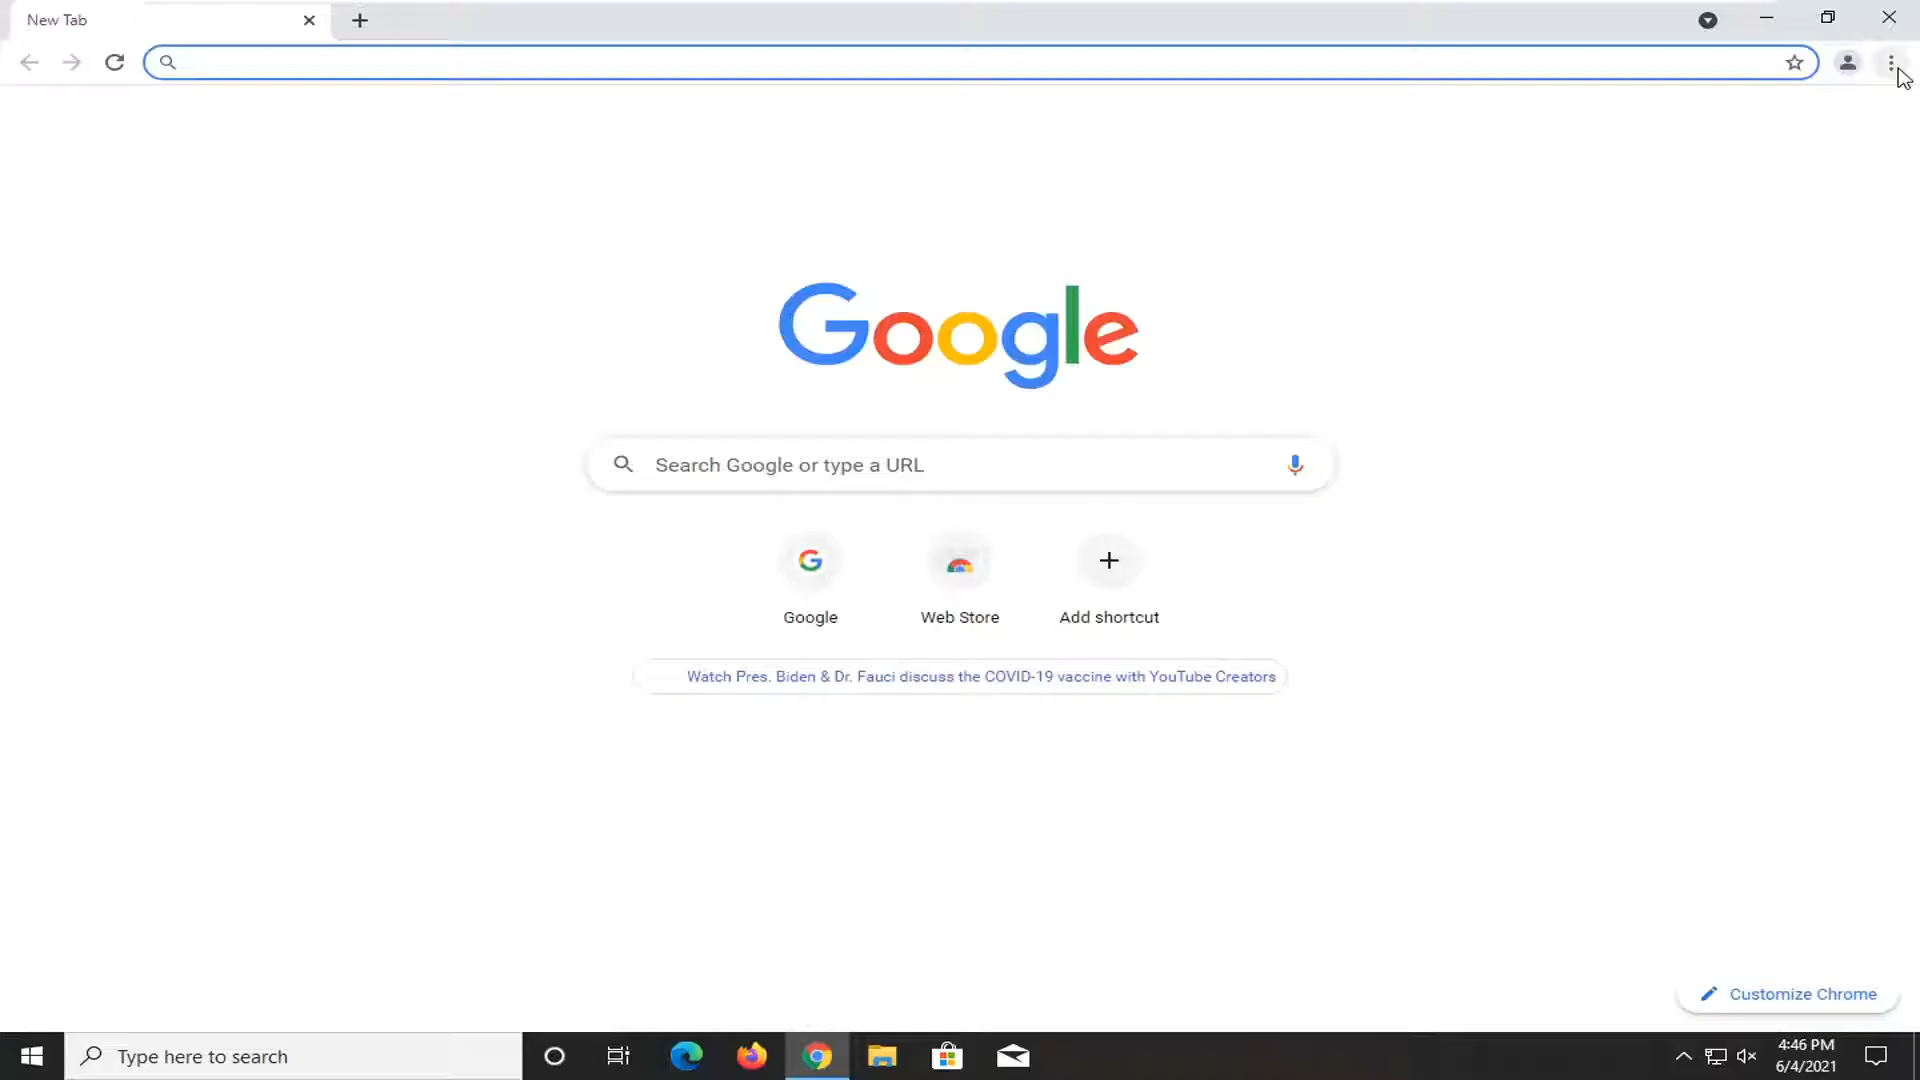 New Tab
Google
Search Google or type a URL
Google
Web Store
Add shortcut
Watch Pres. Biden & Dr. Fauci discuss the COVID-19 vaccine with YouTube Creators
Customize Chrome
Type here to search
4:46 PM
6/4/2021